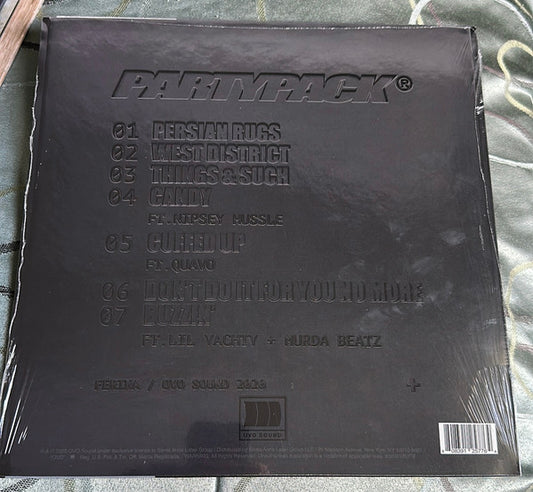 PARTYPACK®
01 PERSIAN RUGS
02 WEST DISTRICT
03 THINGS & SUCH
04 CANDY
FT.NIPSEY HUSSLE
05 CUFFED UP
FT.QUAVO
06 DON'T DO IT FOR YOU NO MORE
07 BUZZIN'
FT.LIL YACHTY + MURDA BEATZ
/ OVO SOUND 2020 +
OVO SOUND